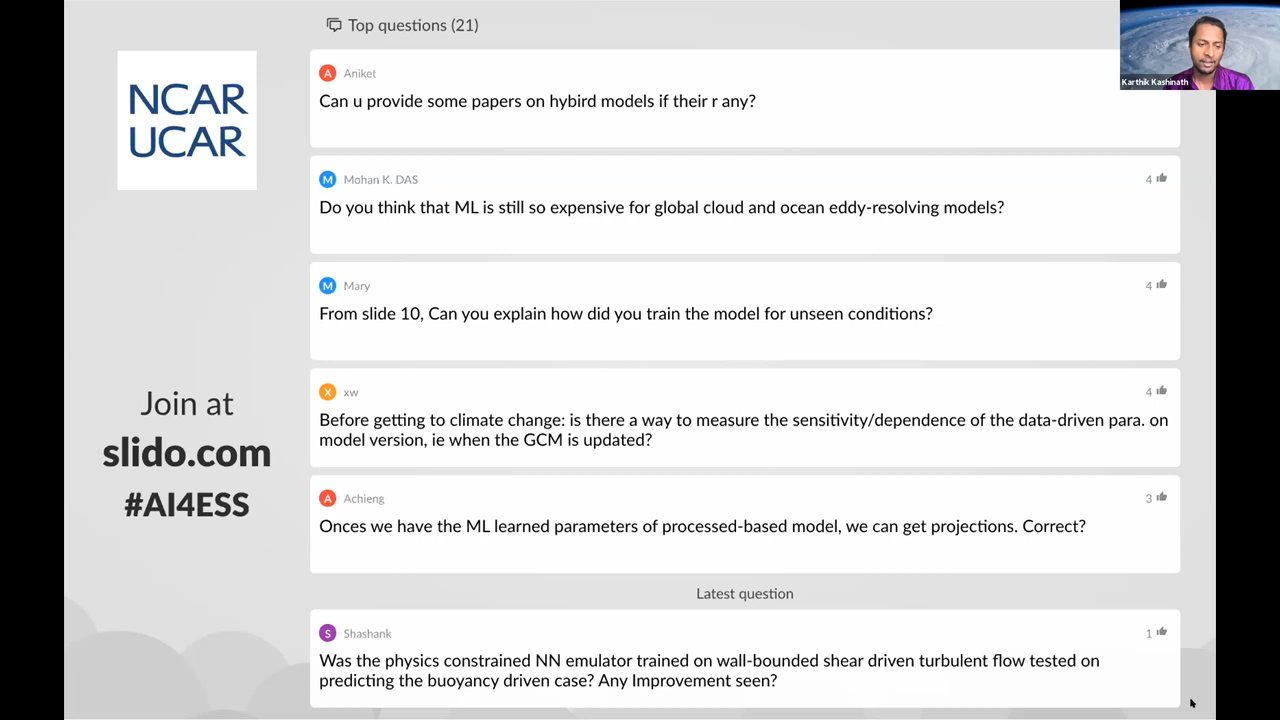 Top questions (21)
Karthik Kashinath
NCAR
UCAR
A Aniket
Can u provide some papers on hybird models if their r any?
M Mohan K. DAS 4
Do you think that ML is still so expensive for global cloud and ocean eddy-resolving models?
M Mary 4
From slide 10, Can you explain how did you train the model for unseen conditions?
X xw 4
Before getting to climate change: is there a way to measure the sensitivity/dependence of the data-driven para. on
model version, ie when the GCM is updated?
A Achieng 3
Onces we have the ML learned parameters of processed-based model, we can get projections. Correct?
Latest question
S Shashank 1
Was the physics constrained NN emulator trained on wall-bounded shear driven turbulent flow tested on
predicting the buoyancy driven case? Any Improvement seen?
Join at
slido.com
#AI4ESS